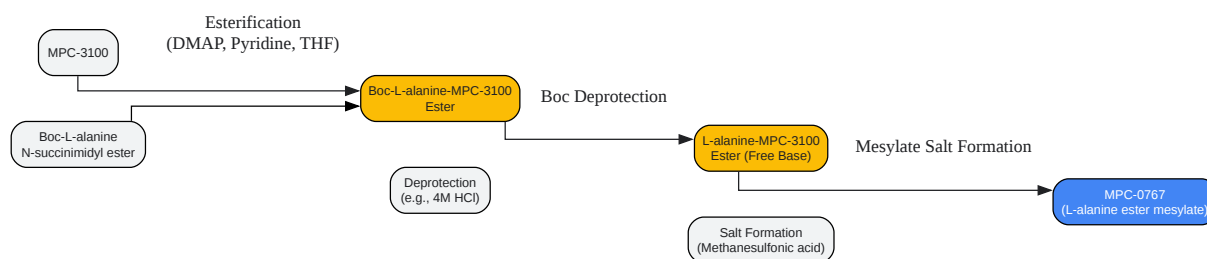 Esterification
(DMAP, Pyridine, THF)
MPC-3100
Boc-L-alanine
N-succinimidyl ester
Boc-L-alanine-MPC-3100
Ester
Boc Deprotection
Deprotection
(e.g., 4M HCl)
L-alanine-MPC-3100
Ester (Free Base)
Mesylate Salt Formation
Salt Formation
(Methanesulfonic acid)
MPC-0767
(L-alanine ester mesylate)